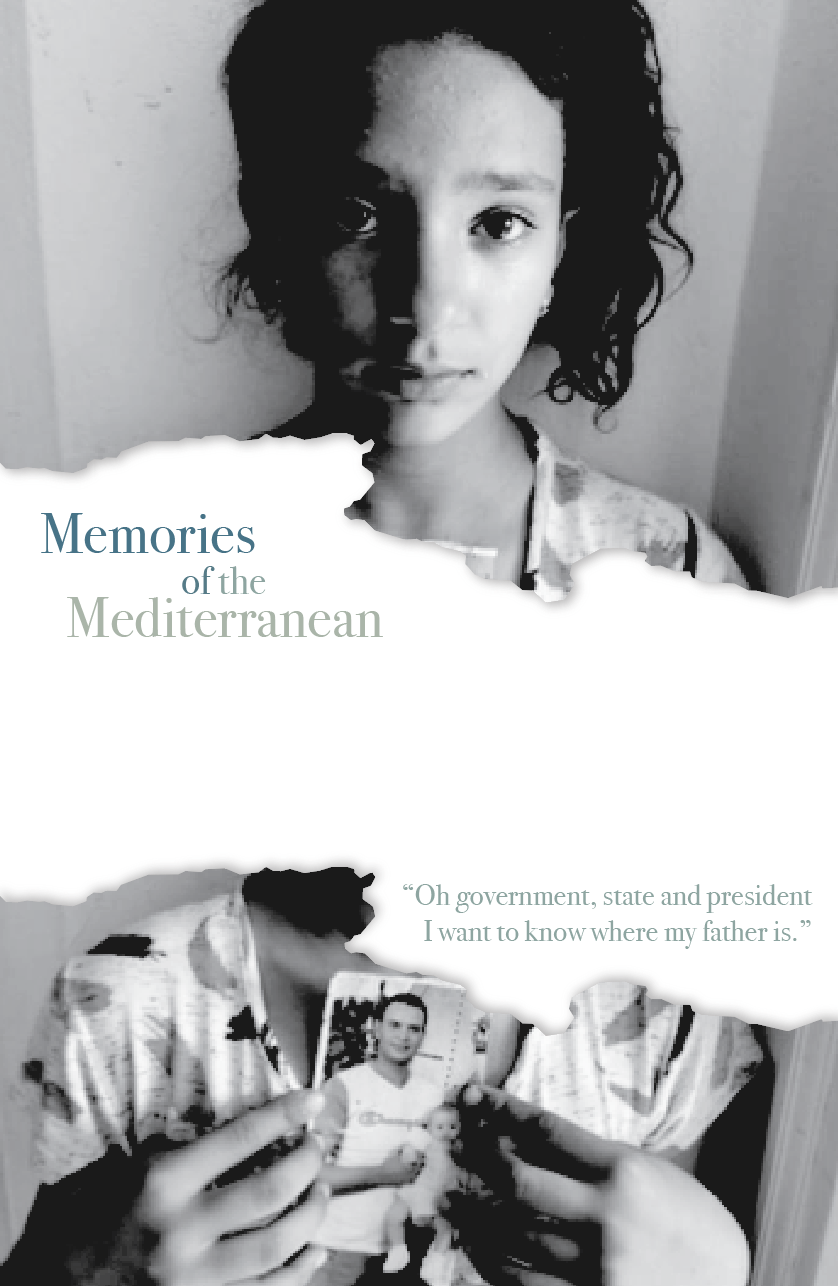 Memories
of the
Mediterranean
“Oh government, state and president
I want to know where my father is.”